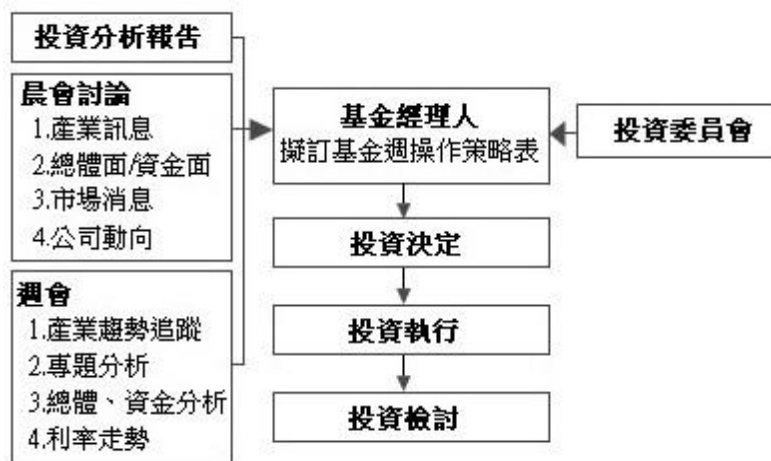 投資分析報告
晨會討論
1.產業訊息
2.總體面/資金面
3.市場消息
4.公司動向
週會
1.產業趨勢追蹤
2.專題分析
3.總體、資金分析
4.利率走勢
基金經理人
擬訂基金週操作策略表
投資委員會
投資決定
投資執行
投資檢討